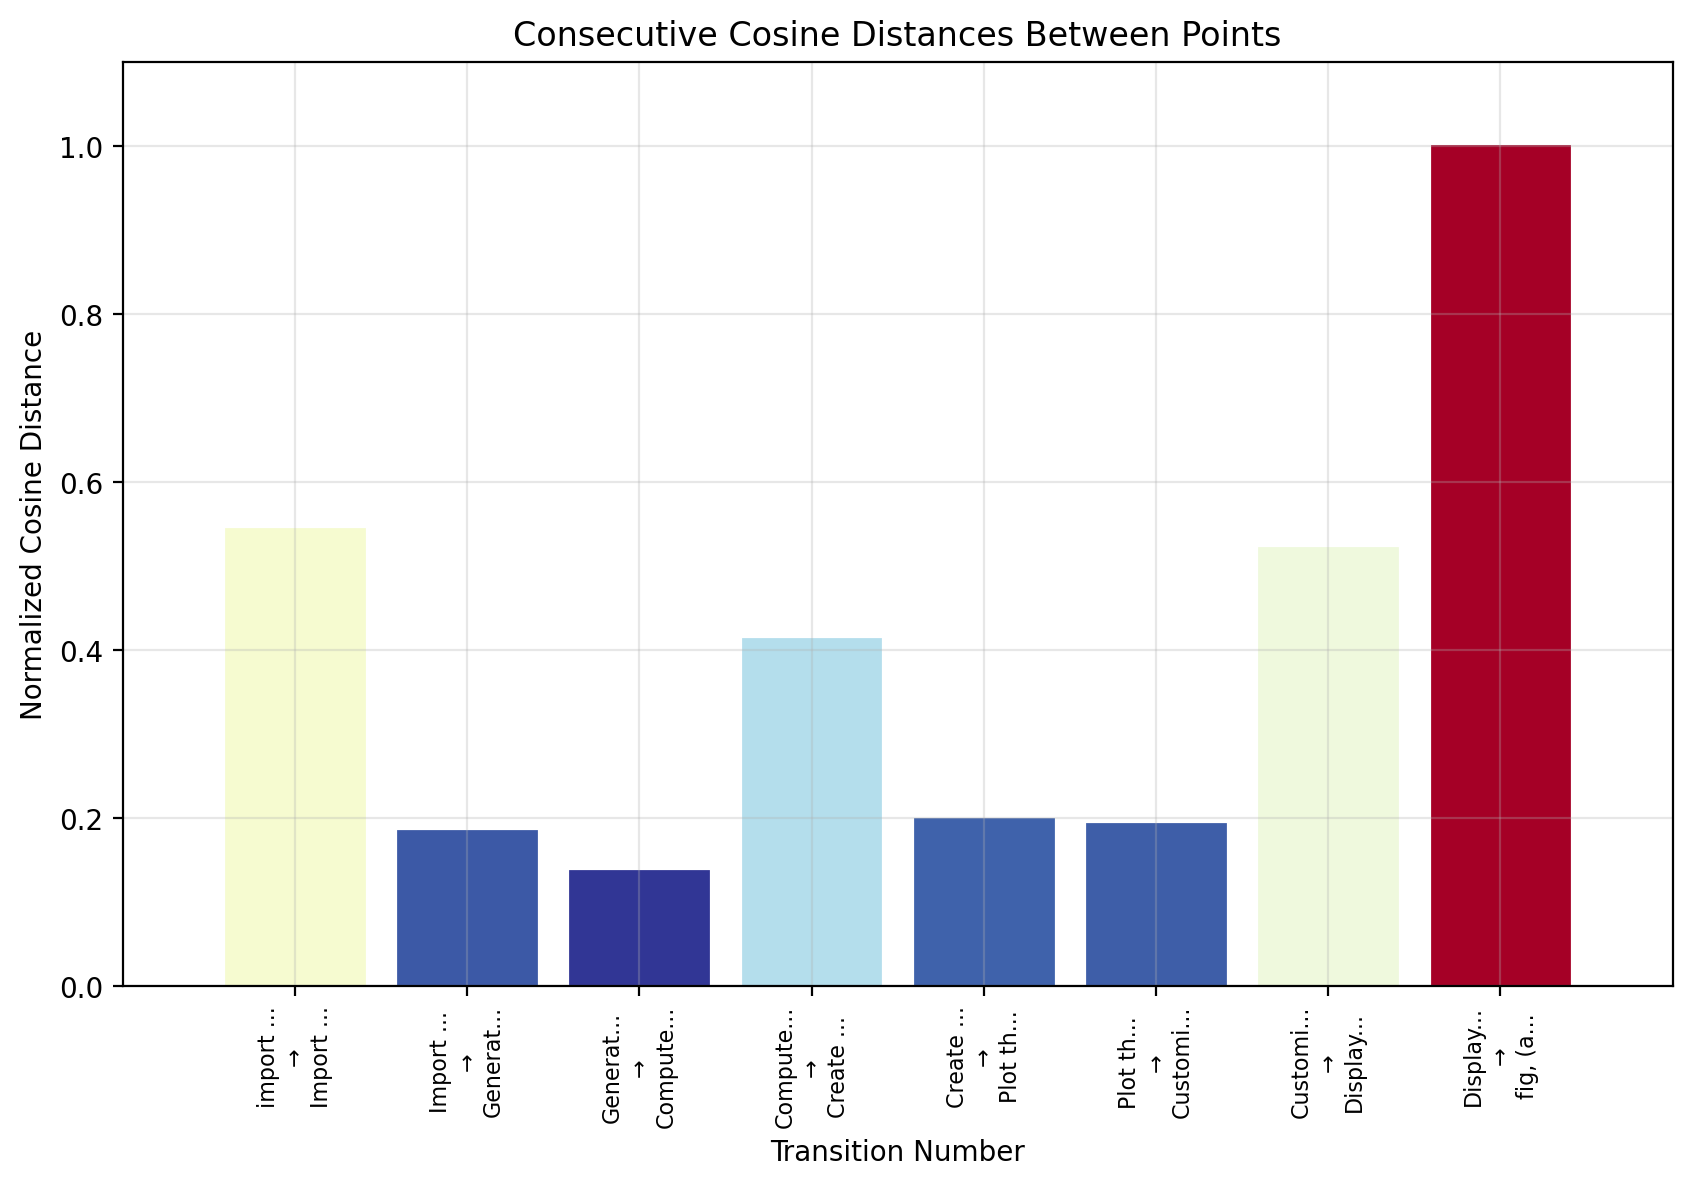 Consecutive Cosine Distances Between Points
Normalized Cosine Distance
1.0
0.8
0.6
0.4
0.2
0.0
import ...
→
Import ...
Import ...
→
Generat...
Generat...
→
Compute...
Compute...
→
Create ...
Create ...
→
Plot th...
Plot th...
→
Customi...
Customi...
→
Display...
Display...
→
fig, (a...
Transition Number